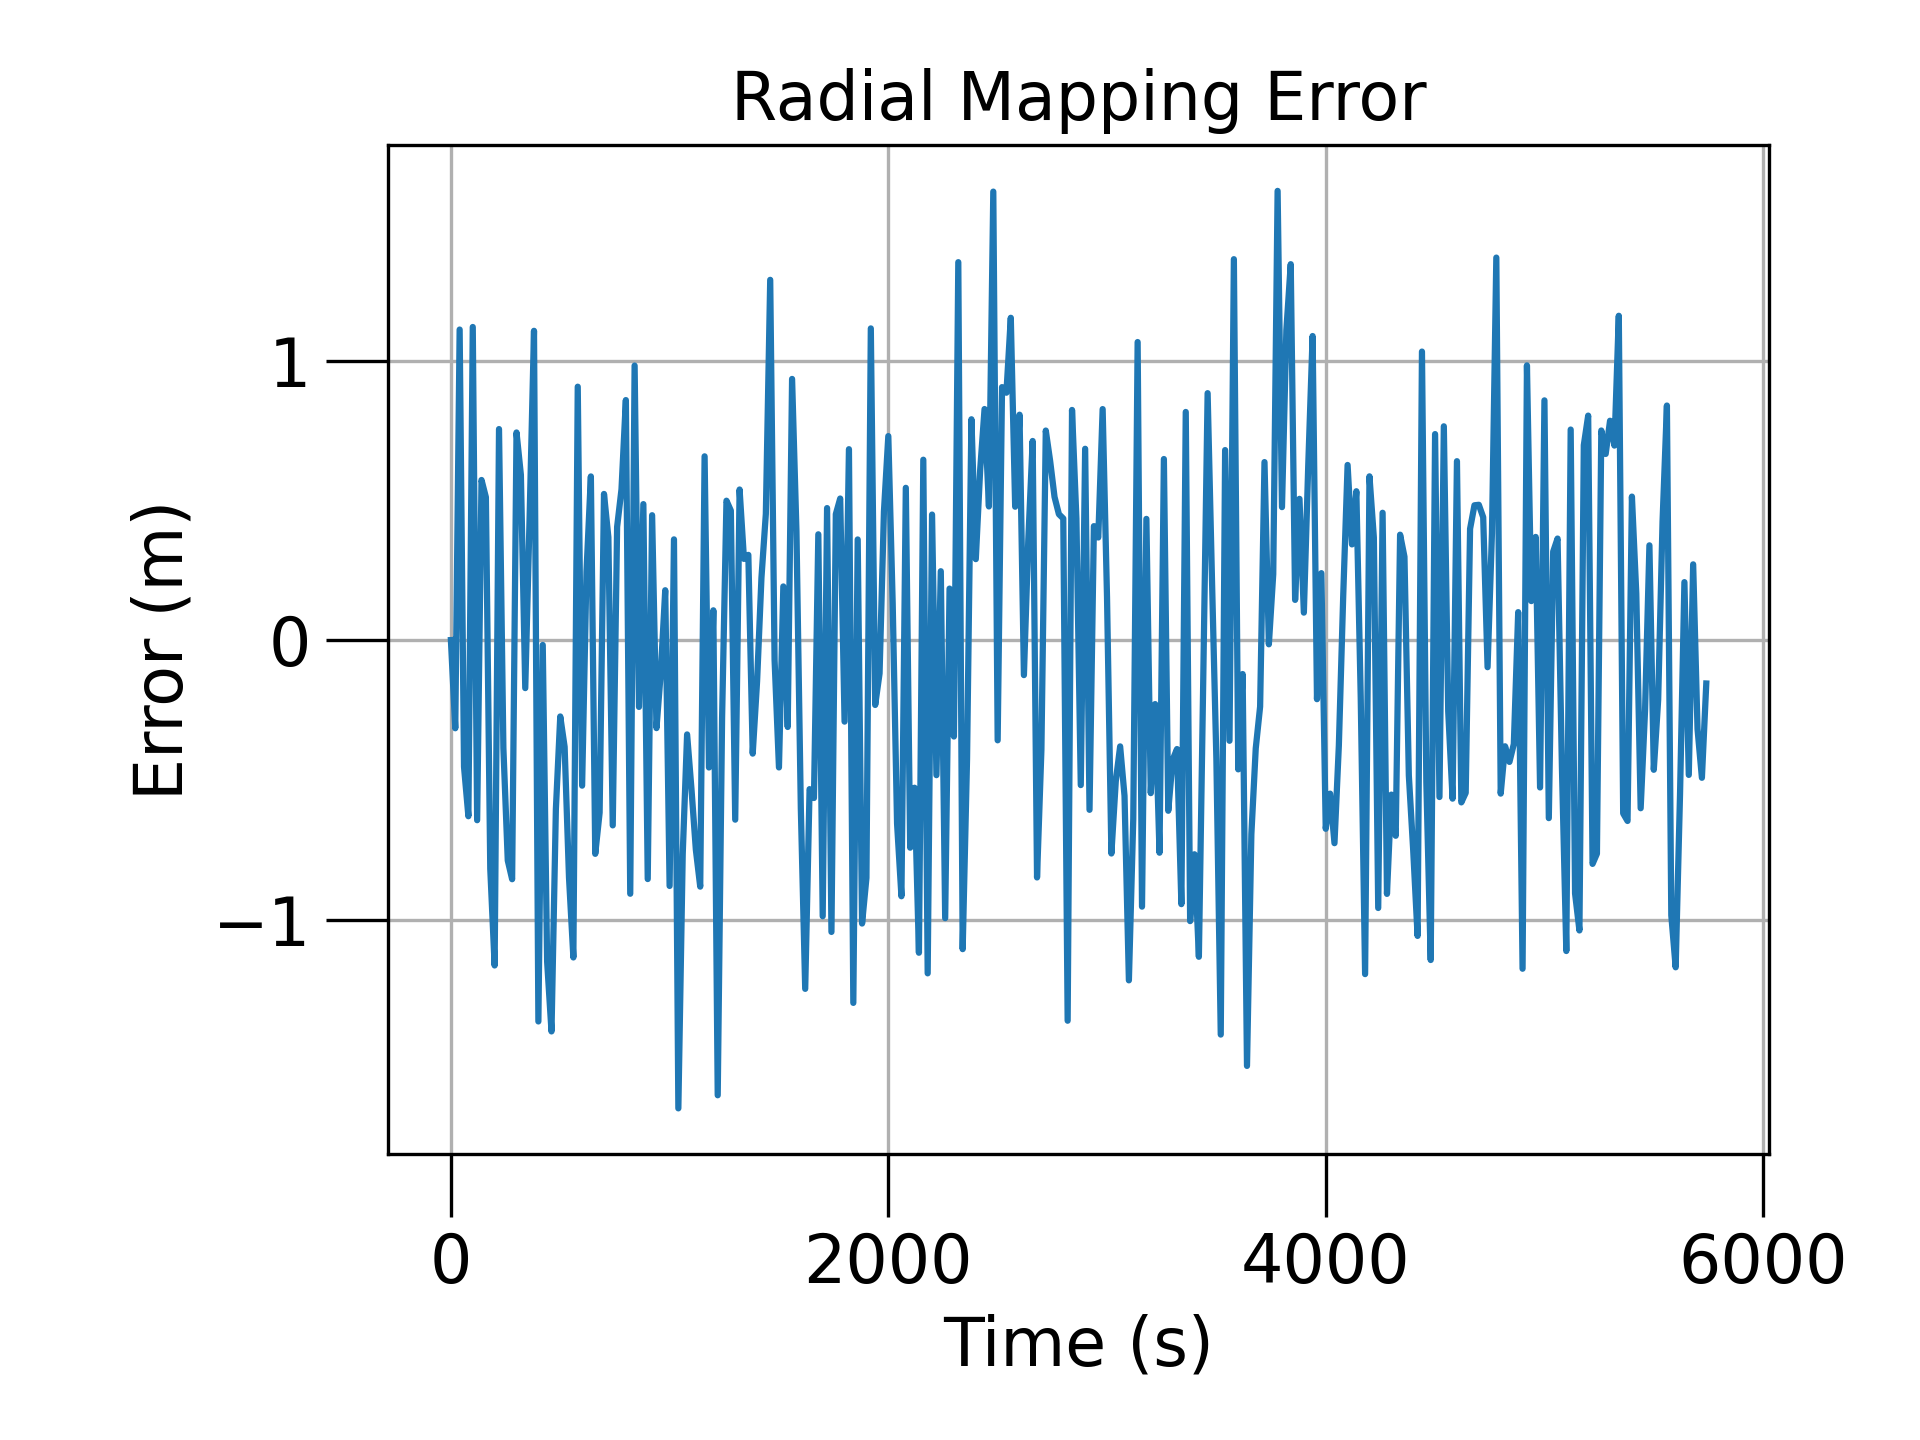 Radial Mapping Error
Error (m)
1
0
−1
0 2000 4000 6000
Time (s)